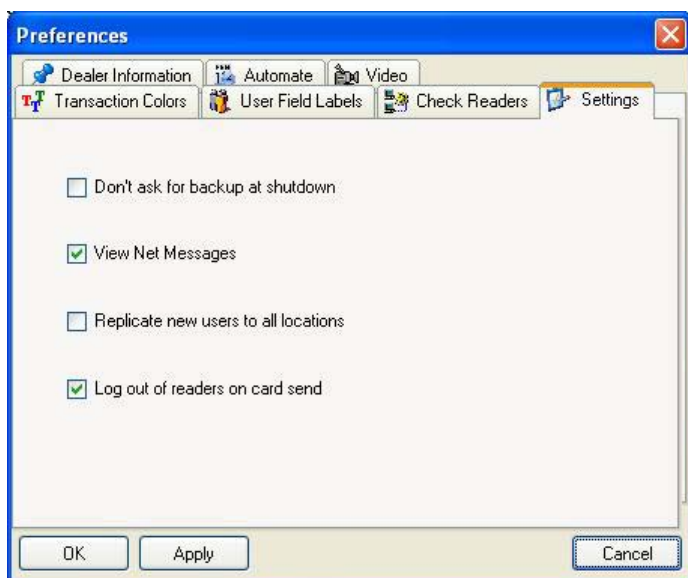 Preferences
Dealer Information Automate Video
Transaction Colors User Field Labels Check Readers Settings
Don't ask for backup at shutdown
View Net Messages
Replicate new users to all locations
Log out of readers on card send
OK Apply Cancel